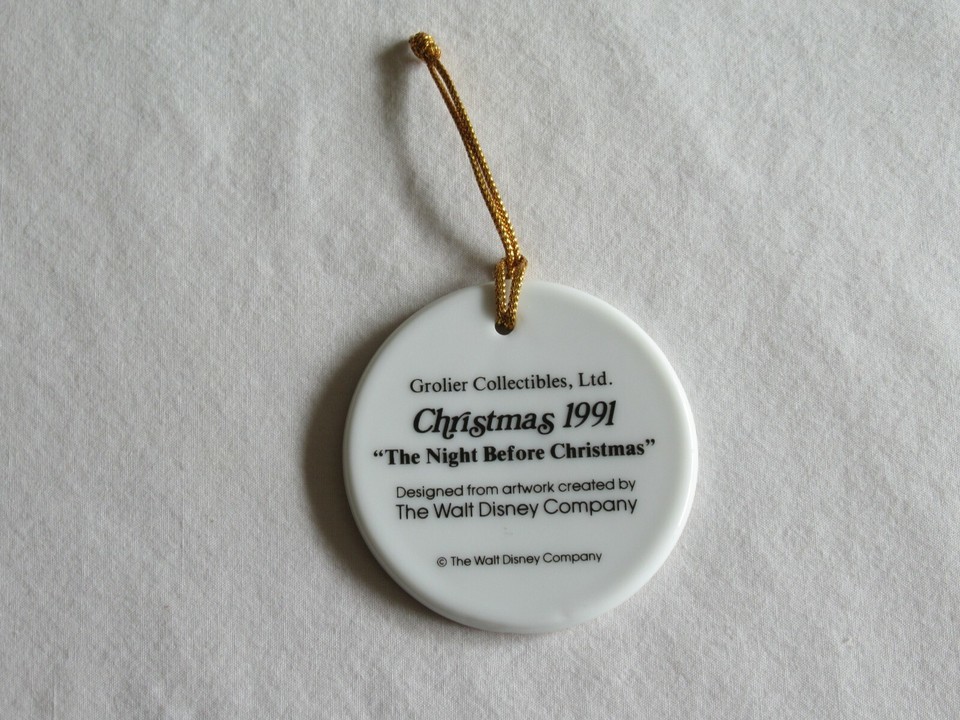 Grolier Collectibles, Ltd.
Christmas 1991
“The Night Before Christmas”
Designed from artwork created by
The Walt Disney Company
© The Walt Disney Company